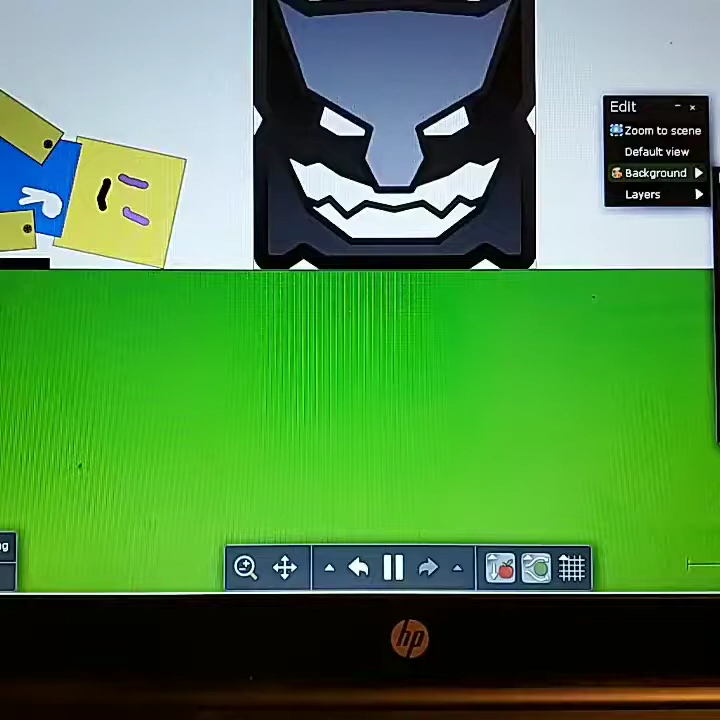 Edit
Zoom to scene
Default view
Background
Layers
g
hp